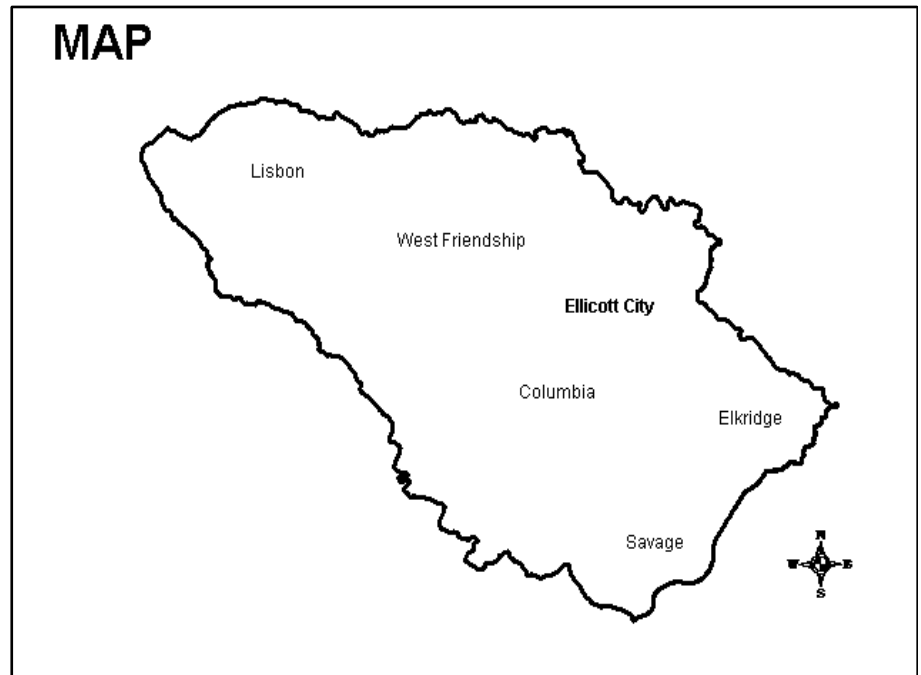 MAP
Lisbon
West Friendship
Ellicott City
Columbia
Elkridge
Savage
N
W E
S